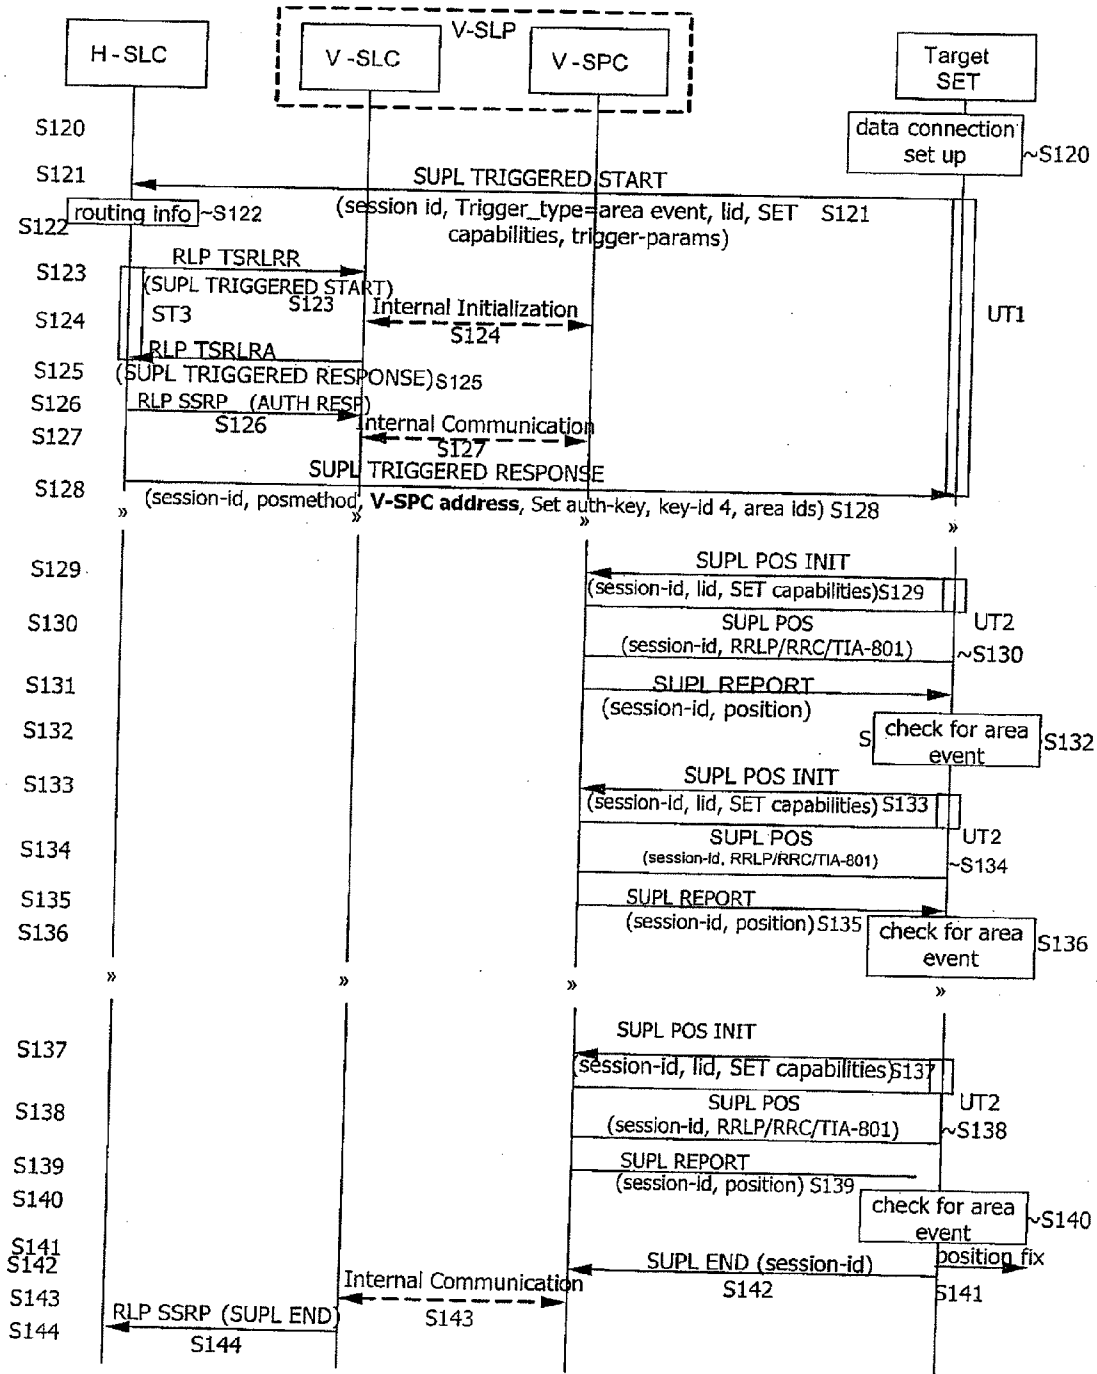 V-SLP
H-SLC
V-SLC
V-SPC
Target
SET
S120
data connection
set up
~S120
S121
SUPL TRIGGERED START
routing info
~S122
(session id, Trigger_type=area event, lid, SET
S121
S122
capabilities, trigger-params)
RLP TSRLRR
S123
(SUPL TRIGGERED START)
S123
Internal Initialization
S124
ST3
S124
UT1
RLP TSRLRA
S125
(SUPL TRIGGERED RESPONSE)
S125
S126
RLP SSRP (AUTH RESP)
S126
Internal Communication
S127
S127
SUPL TRIGGERED RESPONSE
S128
(session-id, posmethod, V-SPC address, Set auth-key, key-id 4, area ids) S128
» » » »
SUPL POS INIT
S129
(session-id, lid, SET capabilities)S129
S130
SUPL POS
UT2
(session-id, RRLP/RRC/TIA-801)
~S130
S131
SUPL REPORT
(session-id, position)
S132
S
check for area
event
S132
SUPL POS INIT
S133
(session-id, lid, SET capabilities) S133
SUPL POS
UT2
S134
(session-id, RRLP/RRC/TIA-801)
~S134
S135
SUPL REPORT
(session-id, position) S135
S136
check for area
event
S136
» » » »
SUPL POS INIT
S137
(session-id, lid, SET capabilities)S137
SUPL POS
UT2
S138
(session-id, RRLP/RRC/TIA-801)
~S138
S139
SUPL REPORT
(session-id, position) S139
S140
check for area
event
~S140
S141
S142
SUPL END (session-id)
position fix
S142
S141
Internal Communication
S143
S143
RLP SSRP (SUPL END)
S144
S144